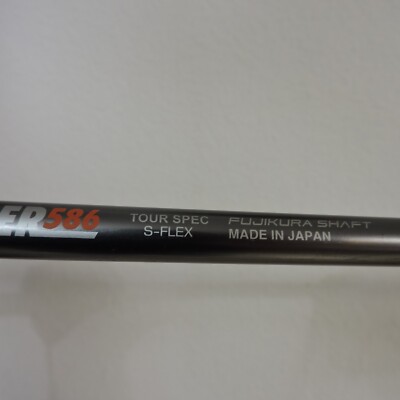 ER586 TOUR SPEC FUJIKURA SHAFT
S-FLEX MADE IN JAPAN